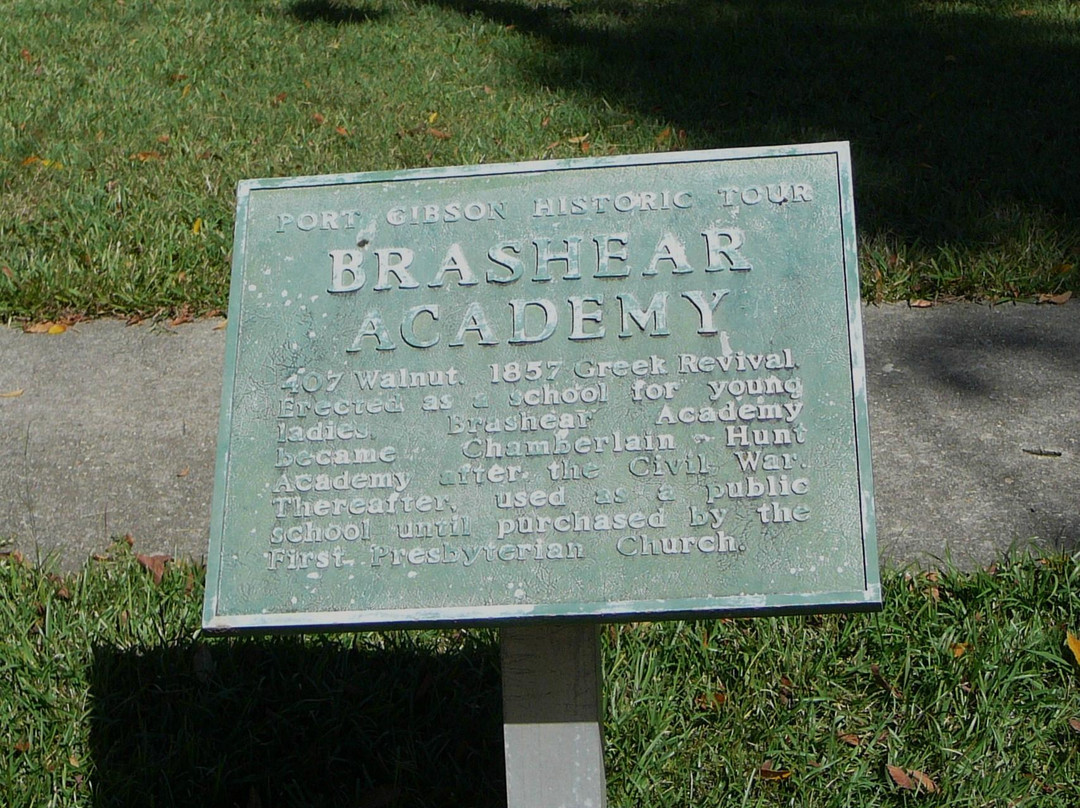 PORT GIBSON HISTORIC TOUR
BRASHEAR
ACADEMY
407 Walnut. 1857 Greek Revival.
Erected as a school for young
ladies. Brashear Academy
became Chamberlain - Hunt
Academy after the Civil War.
Thereafter, used as a public
school until purchased by the
First Presbyterian Church.